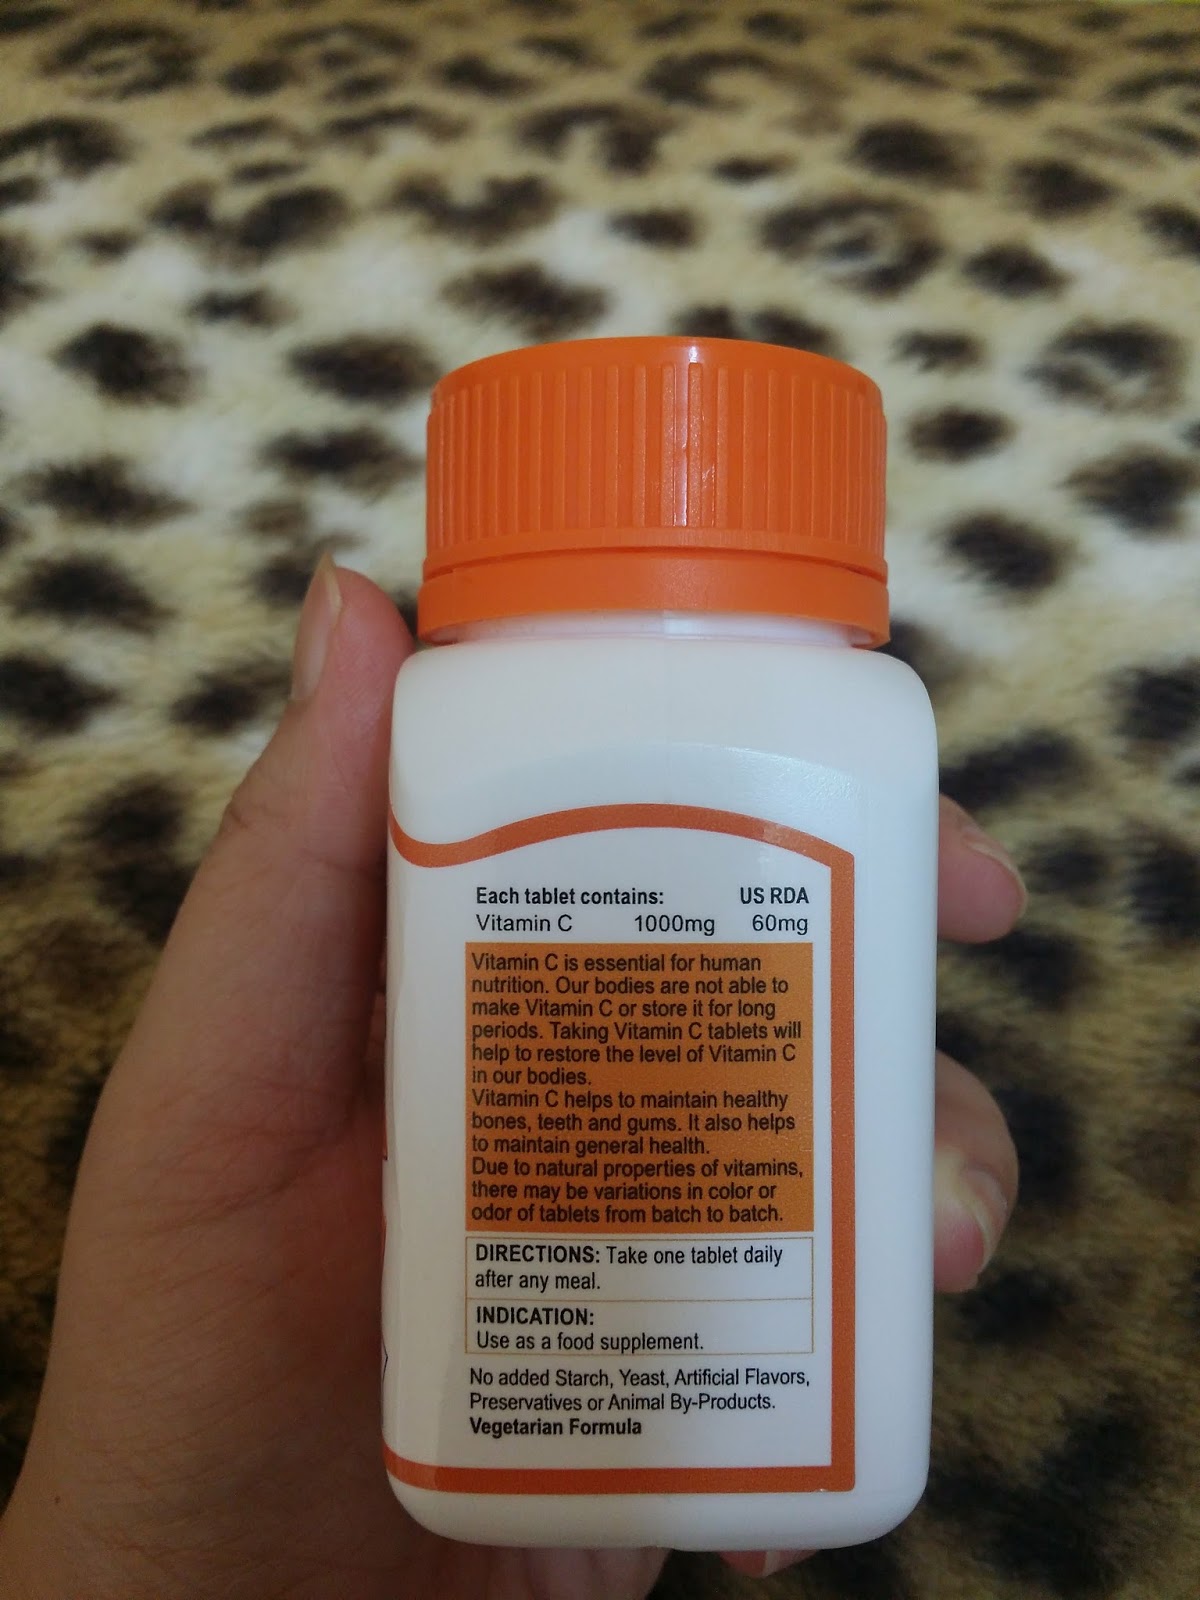 Each tablet contains: US RDA
Vitamin C 1000mg 60mg
Vitamin C is essential for human
nutrition. Our bodies are not able to
make Vitamin C or store it for long
periods. Taking Vitamin C tablets will
help to restore the level of Vitamin C
in our bodies.
Vitamin C helps to maintain healthy
bones, teeth and gums. It also helps
to maintain general health.
Due to natural properties of vitamins,
there may be variations in color or
odor of tablets from batch to batch.
DIRECTIONS: Take one tablet daily
after any meal.
INDICATION:
Use as a food supplement.
No added Starch, Yeast, Artificial Flavors,
Preservatives or Animal By-Products.
Vegetarian Formula